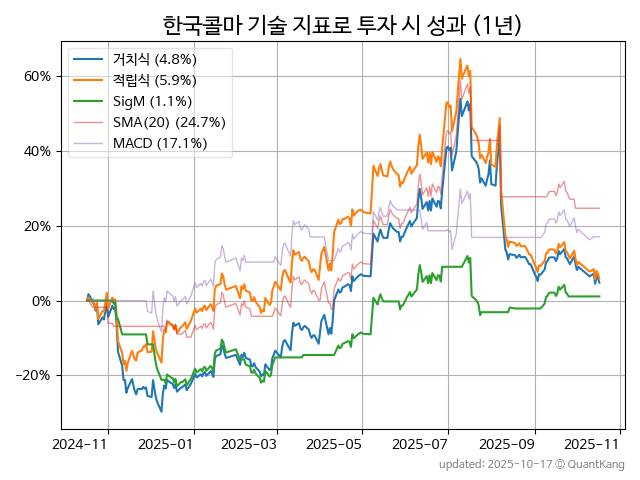 한국콜마 기술 지표로 투자 시 성과 (1년)
거치식 (4.8%)
적립식 (5.9%)
SigM (1.1%)
SMA(20) (24.7%)
MACD (17.1%)
60%
40%
20%
0%
−20%
2024-11 2025-01 2025-03 2025-05 2025-07 2025-09 2025-11
updated: 2025-10-17 © QuantKang